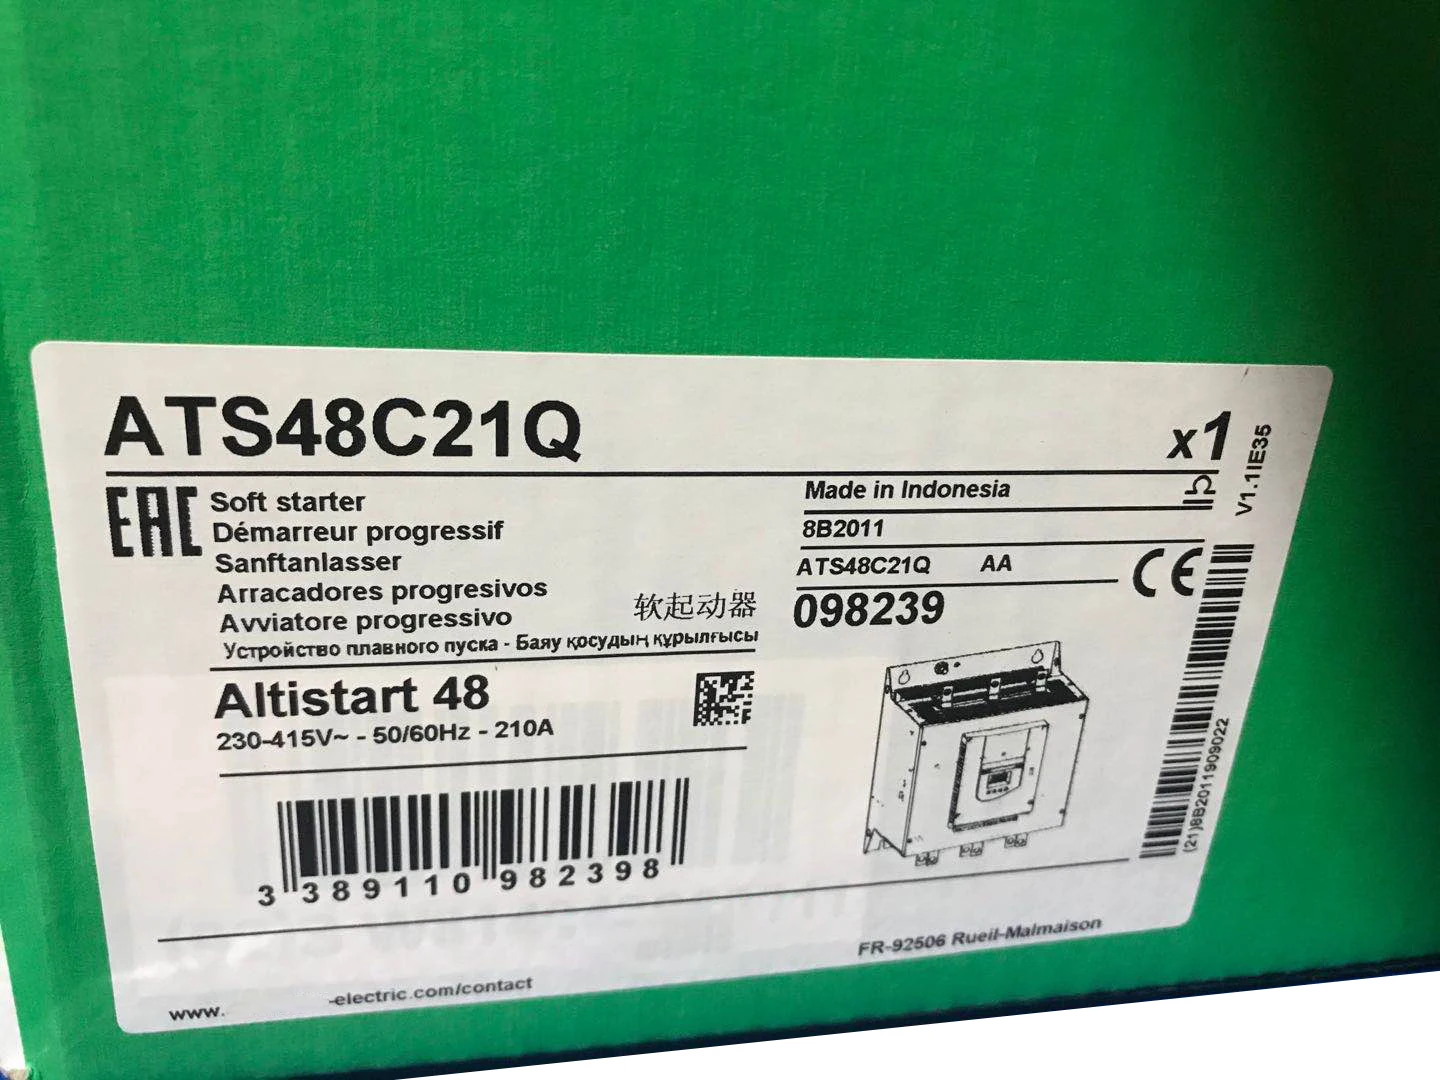 ATS48C21Q
x1
V1.1IE35
EAC
Soft starter
Démarreur progressif
Sanftanlasser
Arracadores progresivos
Avviatore progressivo
软起动器
Устройство плавного пуска - Баяу қосудың құрылғысы
Made in Indonesia
8B2011
ATS48C21Q AA
098239
CE
Altistart 48
230-415V~ - 50/60Hz - 210A
3 389110 982398
(21)8B2011909022
FR-92506 Rueil-Malmaison
www. -electric.com/contact